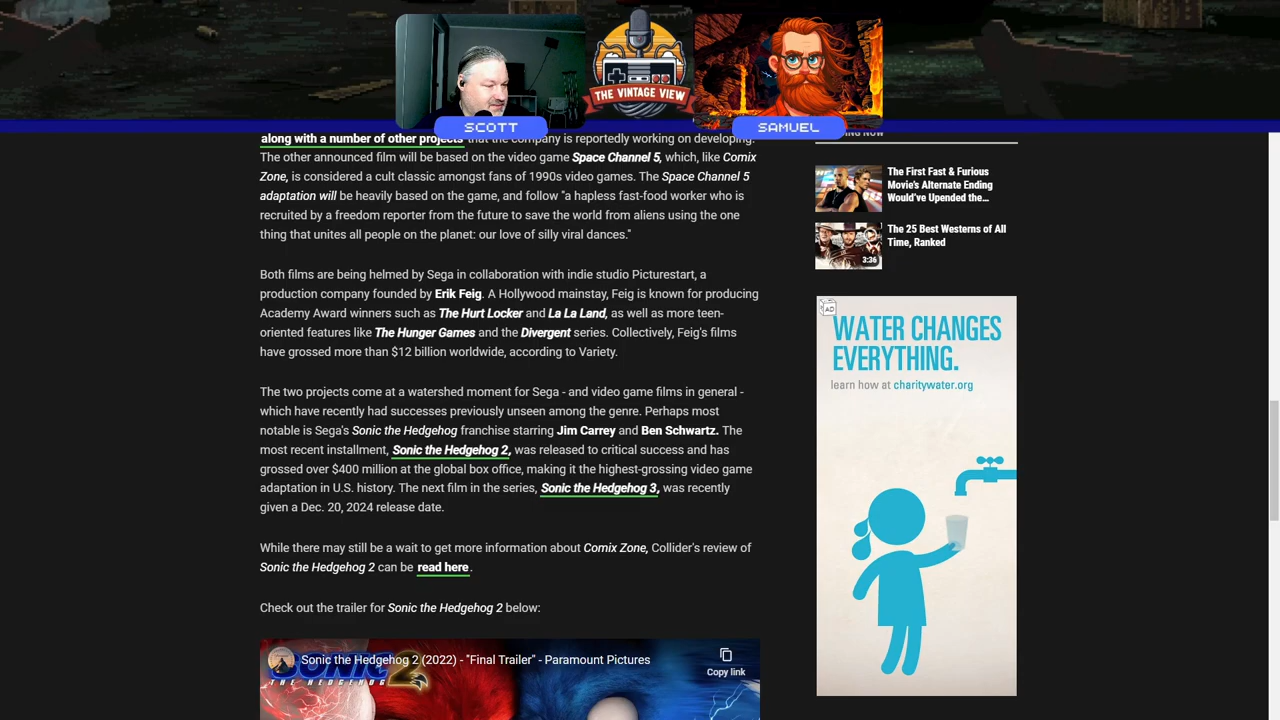 THE VINTAGE VIEW
SCOTT
SAMUEL
along with a number of other projects that the company is reportedly working on developing.
The other announced film will be based on the video game Space Channel 5, which, like Comix
Zone, is considered a cult classic amongst fans of 1990s video games. The Space Channel 5
adaptation will be heavily based on the game, and follow "a hapless fast-food worker who is
recruited by a freedom reporter from the future to save the world from aliens using the one
thing that unites all people on the planet: our love of silly viral dances."
Both films are being helmed by Sega in collaboration with indie studio Picturestart, a
production company founded by Erik Feig. A Hollywood mainstay, Feig is known for producing
Academy Award winners such as The Hurt Locker and La La Land, as well as more teen-
oriented features like The Hunger Games and the Divergent series. Collectively, Feig's films
have grossed more than $12 billion worldwide, according to Variety.
The two projects come at a watershed moment for Sega - and video game films in general -
which have recently had successes previously unseen among the genre. Perhaps most
notable is Sega's Sonic the Hedgehog franchise starring Jim Carrey and Ben Schwartz. The
most recent installment, Sonic the Hedgehog 2, was released to critical success and has
grossed over $400 million at the global box office, making it the highest-grossing video game
adaptation in U.S. history. The next film in the series, Sonic the Hedgehog 3, was recently
given a Dec. 20, 2024 release date.
While there may still be a wait to get more information about Comix Zone, Collider's review of
Sonic the Hedgehog 2 can be read here.
Check out the trailer for Sonic the Hedgehog 2 below:
Sonic the Hedgehog 2 (2022) - "Final Trailer" - Paramount Pictures
Copy link
SONIC 2
THE HEDGEHOG
NOW
The First Fast & Furious
Movie's Alternate Ending
Would've Upended the...
The 25 Best Westerns of All
Time, Ranked
3:36
AD
WATER CHANGES
EVERYTHING.
learn how at charitywater.org